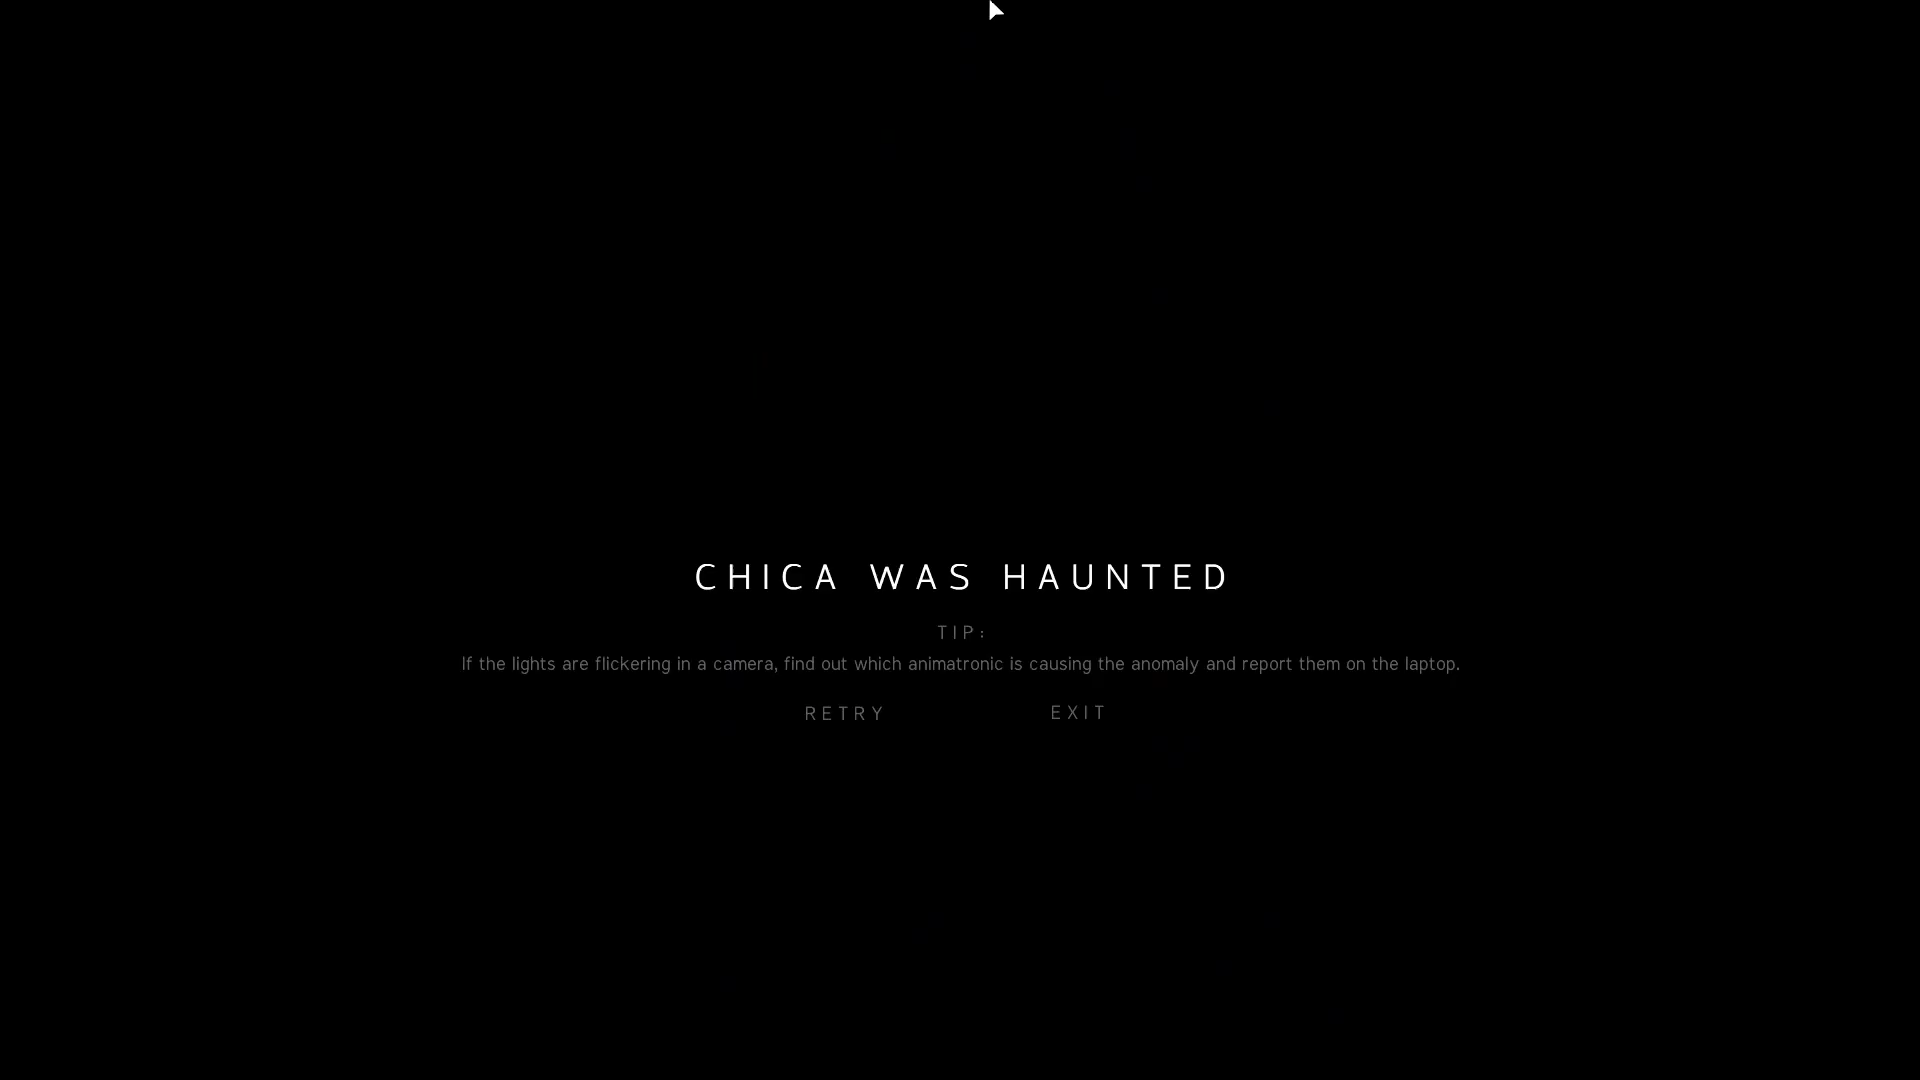 CHICA WAS HAUNTED
TIP:
If the lights are flickering in a camera, find out which animatronic is causing the anomaly and report them on the laptop.
RETRY EXIT